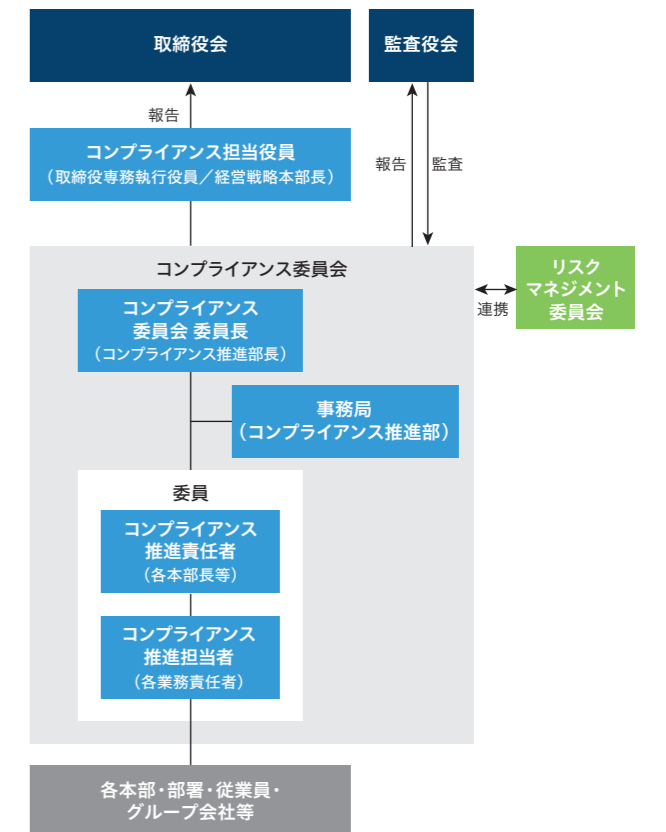 取締役会
監査役会
報告
コンプライアンス担当役員
（取締役専務執行役員／経営戦略本部長）
報告
監査
コンプライアンス委員会
リスク
マネジメント
委員会
連携
コンプライアンス
委員会 委員長
（コンプライアンス推進部長）
事務局
（コンプライアンス推進部）
委員
コンプライアンス
推進責任者
（各本部長等）
コンプライアンス
推進担当者
（各業務責任者）
各本部・部署・従業員・
グループ会社等